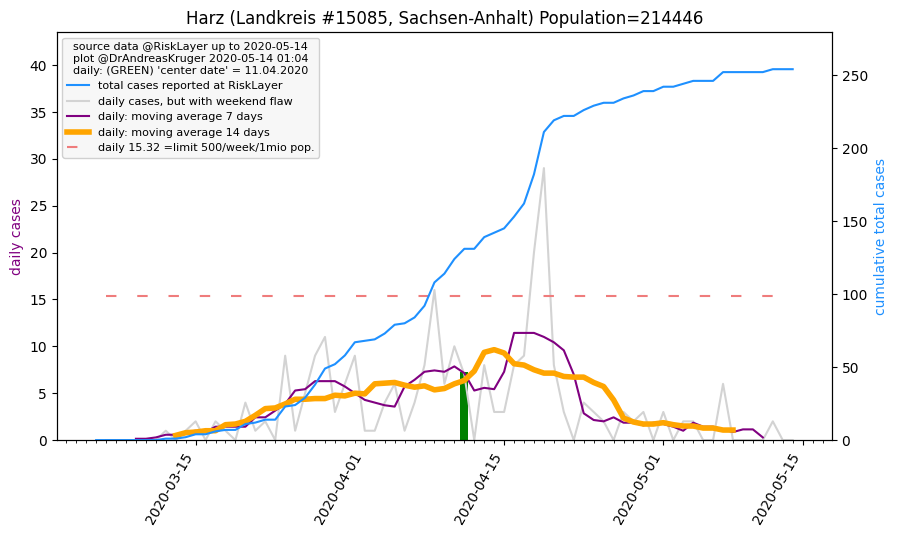 Harz (Landkreis #15085, Sachsen-Anhalt) Population=214446
source data @RiskLayer up to 2020-05-14
plot @DrAndreasKruger 2020-05-14 01:04
daily: (GREEN) 'center date' = 11.04.2020
total cases reported at RiskLayer
daily cases, but with weekend flaw
daily: moving average 7 days
daily: moving average 14 days
daily 15.32 =limit 500/week/1mio pop.
daily cases
40
35
30
25
20
15
10
5
0
250
200
150
100
50
0
cumulative total cases
2020-03-15
2020-04-01
2020-04-15
2020-05-01
2020-05-15